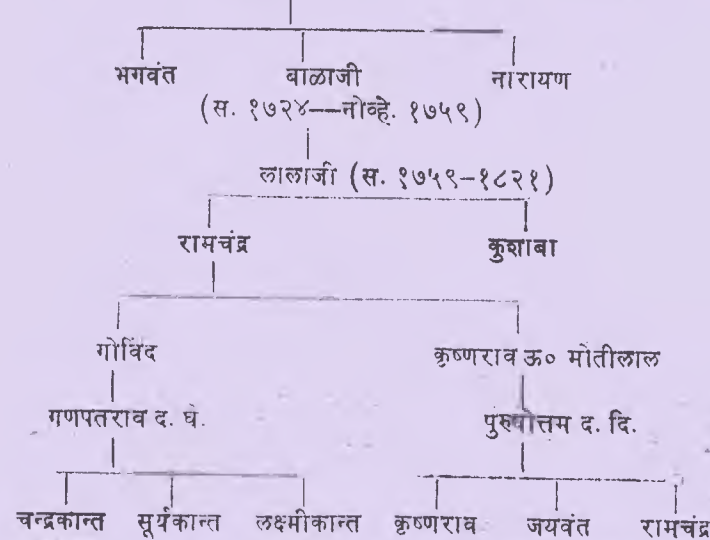 भगवंत बाळाजी नारायण
(स. १७२४—नोव्हे. १७५९)
लालाजी (स. १७५९–१८२१)
रामचंद्र कुशाबा
गोविंद कृष्णराव ऊ० मोतीलाल
गणपतराव द. घे. पुरुषोत्तम द. दि.
चन्द्रकान्त सूर्यकान्त लक्ष्मीकान्त कृष्णराव जयवंत रामचंद्र